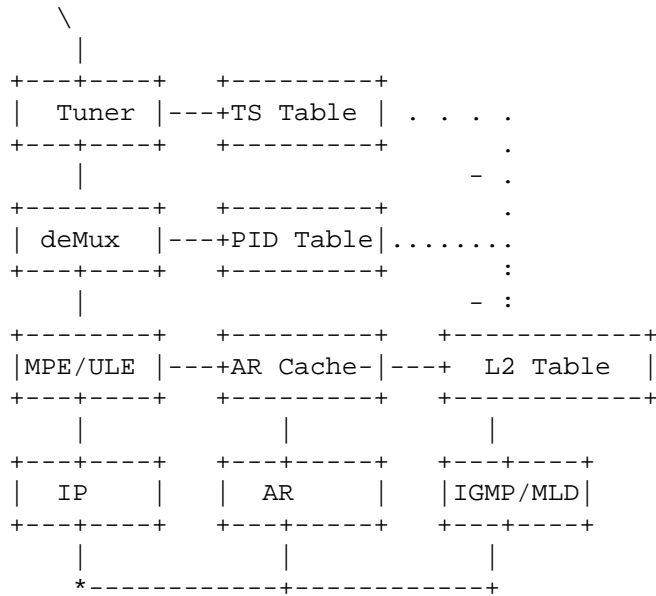 Tuner TS Table
deMux PID Table
MPE/ULE AR Cache L2 Table
IP AR IGMP/MLD